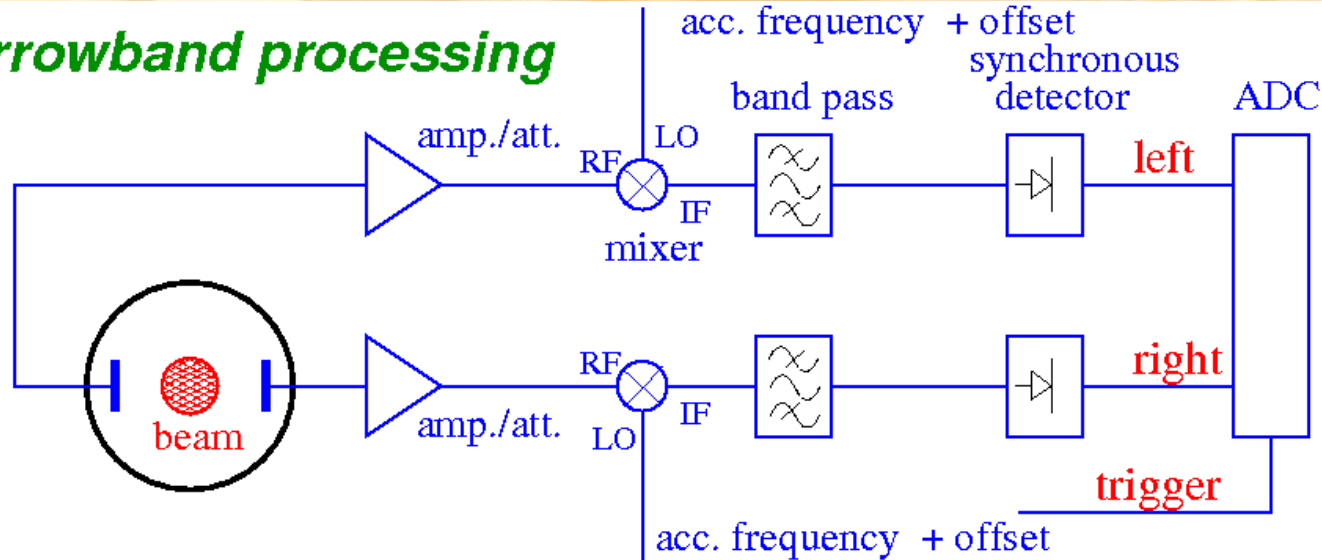 rrowband processing
acc. frequency + offset
synchronous
detector
band pass
ADC
amp./att.
RF
LO
IF
mixer
left
beam
amp./att.
RF
LO
IF
right
trigger
acc. frequency + offset